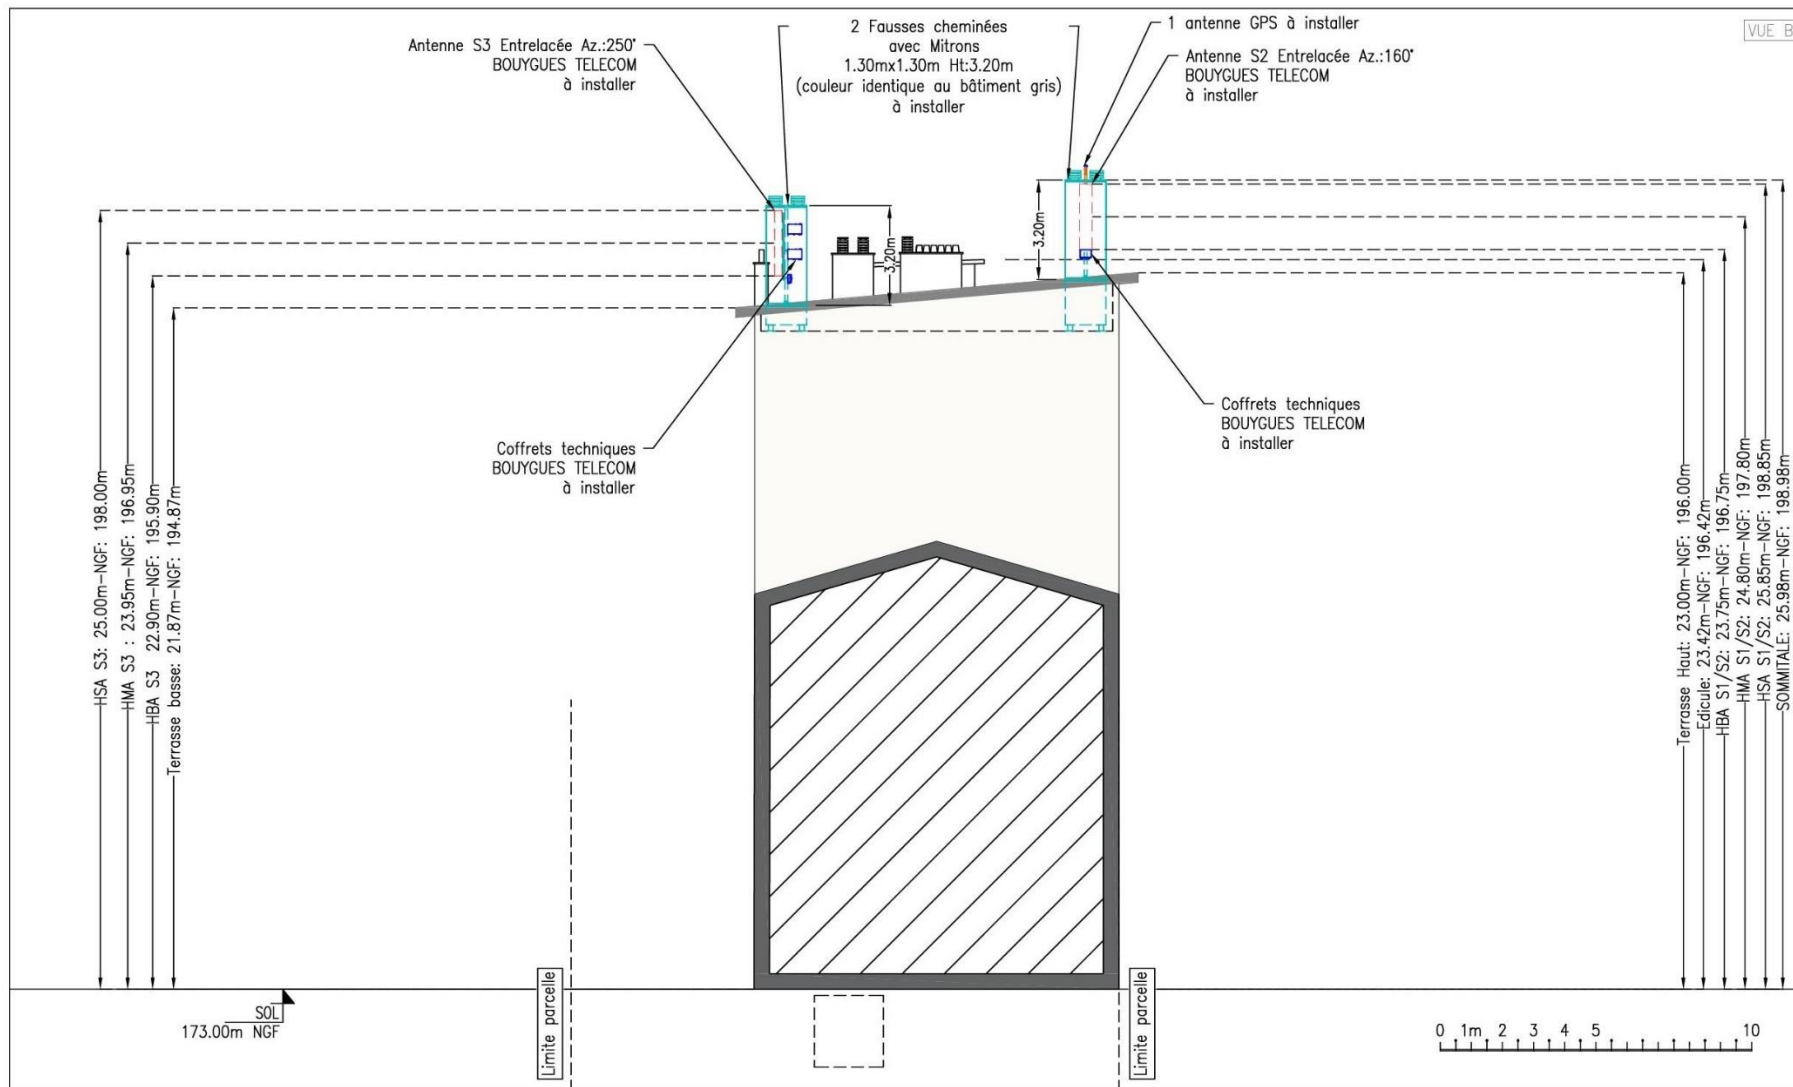 2 Fausses cheminées
avec Mitrons
1.30mx1.30m Ht:3.20m
(couleur identique au bâtiment gris)
à installer
1 antenne GPS à installer
VUE B
Antenne S3 Entrelacée Az.:250°
BOUYGUES TELECOM
à installer
Antenne S2 Entrelacée Az.:160°
BOUYGUES TELECOM
à installer
3.20m
3.20m
Coffrets techniques
BOUYGUES TELECOM
à installer
Coffrets techniques
BOUYGUES TELECOM
à installer
HSA S3: 25.00m-NGF: 198.00m
HMA S3 : 23.95m-NGF: 196.95m
HBA S3 22.90m-NGF: 195.90m
Terrasse basse: 21.87m-NGF: 194.87m
Terrasse Haut: 23.00m-NGF: 196.00m
Edicule: 23.42m-NGF: 196.42m
HBA S1/S2: 23.75m-NGF: 196.75m
HMA S1/S2: 24.80m-NGF: 197.80m
HSA S1/S2: 25.85m-NGF: 198.85m
SOMMITALE: 25.98m-NGF: 198.98m
SOL
173.00m NGF
Limite parcelle
Limite parcelle
0 1m 2 3 4 5 10